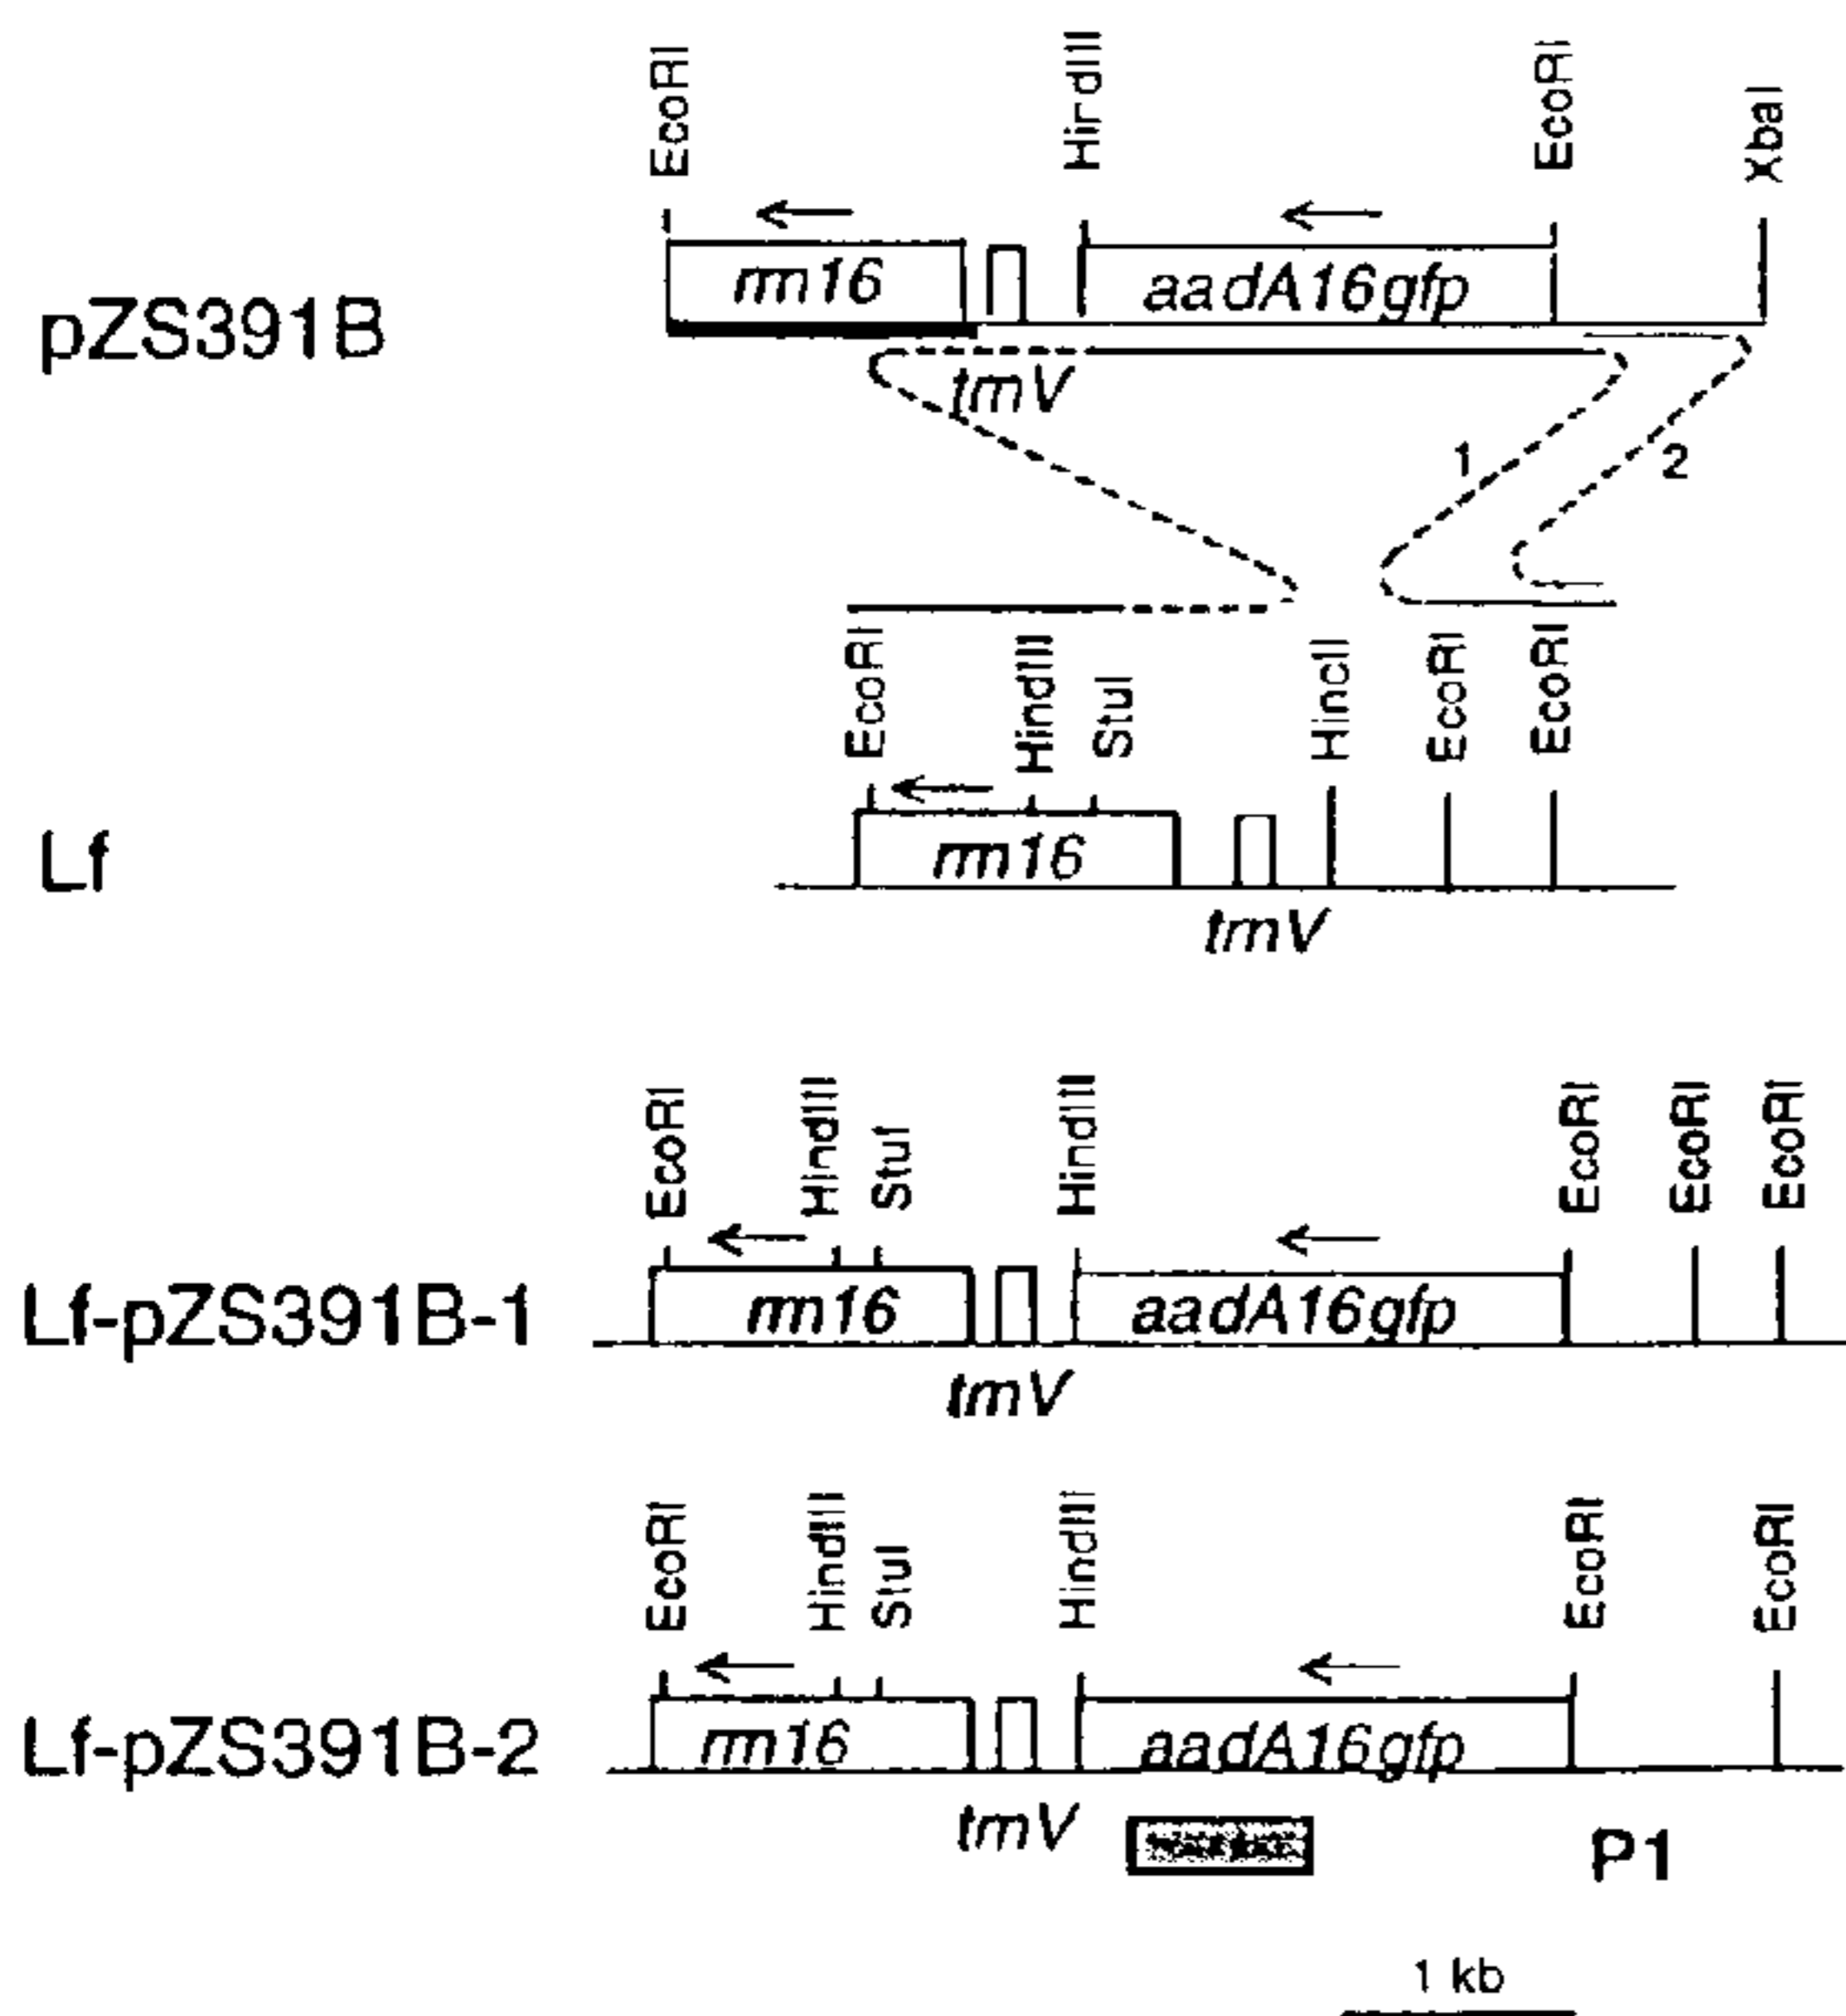 EcoRI HindIII EcoRI XbaI
rrn16 aadA16gfp
pZS391B
trnV
1 2
EcoRI HindIII StuI HincII EcoRI EcoRI
rrn16
Lf
trnV
EcoRI HindIII StuI HindIII EcoRI EcoRI EcoRI
Lf-pZS391B-1 rrn16 aadA16gfp
trnV
EcoRI HindIII StuI HindIII EcoRI EcoRI
Lf-pZS391B-2 rrn16 aadA16gfp
trnV P1
1 kb